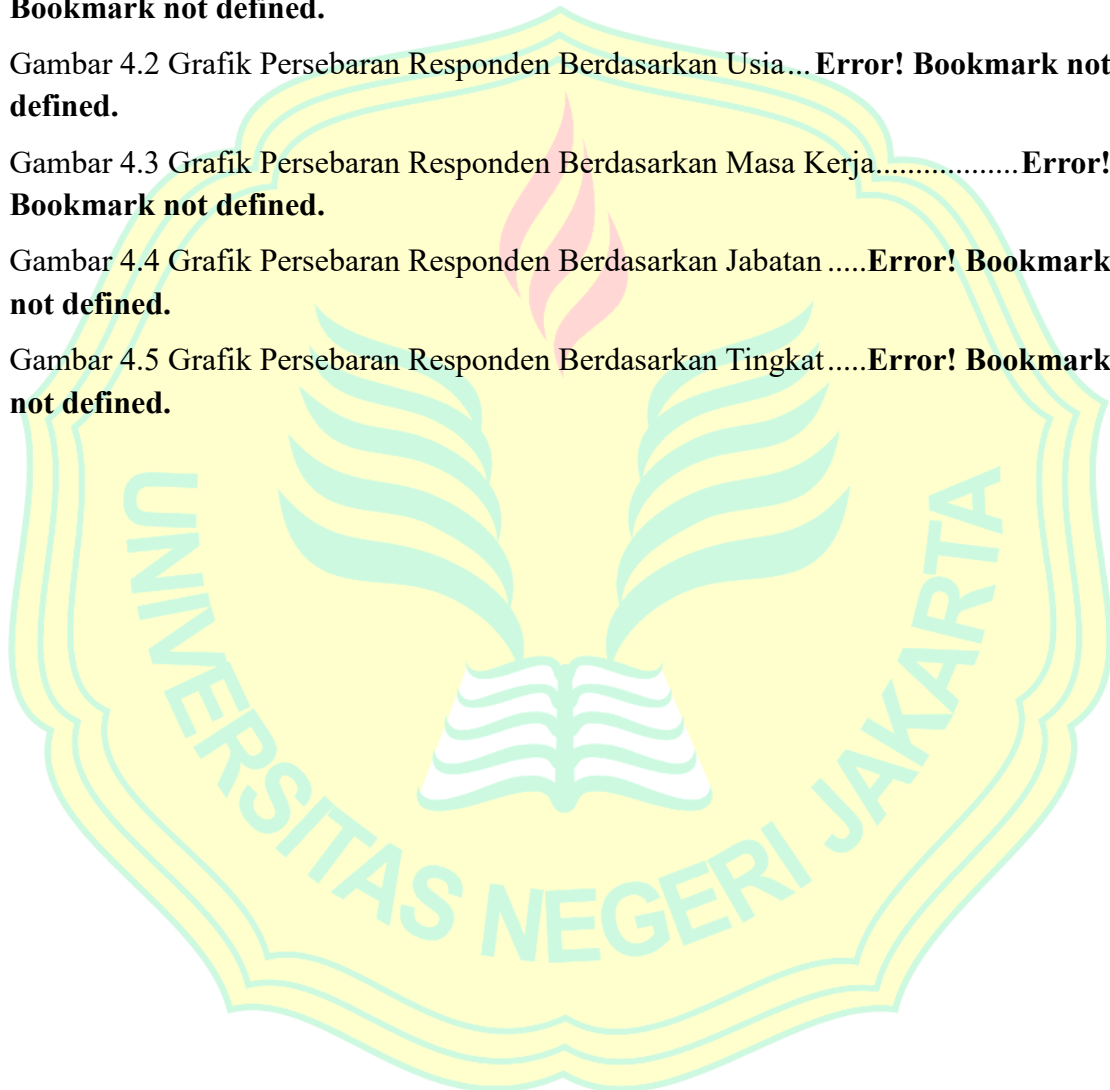 Bookmark not defined.
Gambar 4.2 Grafik Persebaran Responden Berdasarkan Usia... Error! Bookmark not
defined.
Gambar 4.3 Grafik Persebaran Responden Berdasarkan Masa Kerja.................. Error!
Bookmark not defined.
Gambar 4.4 Grafik Persebaran Responden Berdasarkan Jabatan .....Error! Bookmark
not defined.
Gambar 4.5 Grafik Persebaran Responden Berdasarkan Tingkat.....Error! Bookmark
not defined.
UNIVERSITAS NEGERI JAKARTA